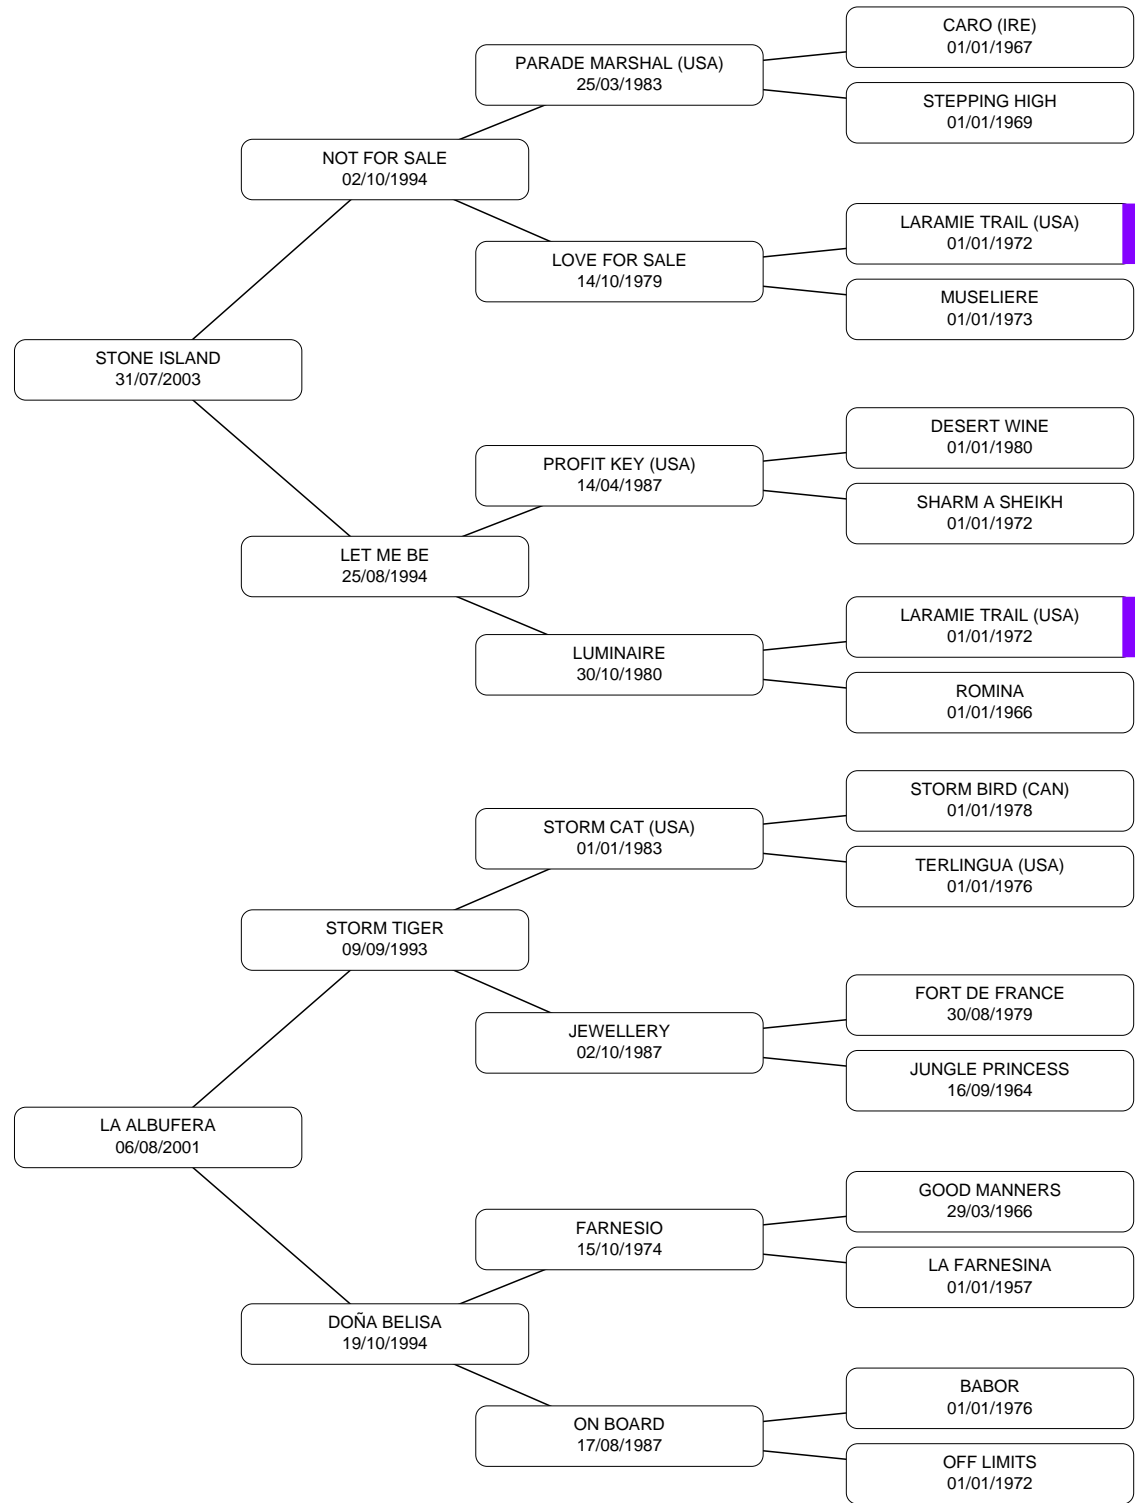 CARO (IRE)
01/01/1967
PARADE MARSHAL (USA)
25/03/1983
STEPPING HIGH
01/01/1969
NOT FOR SALE
02/10/1994
LARAMIE TRAIL (USA)
01/01/1972
LOVE FOR SALE
14/10/1979
MUSELIERE
01/01/1973
STONE ISLAND
31/07/2003
DESERT WINE
01/01/1980
PROFIT KEY (USA)
14/04/1987
SHARM A SHEIKH
01/01/1972
LET ME BE
25/08/1994
LARAMIE TRAIL (USA)
01/01/1972
LUMINAIRE
30/10/1980
ROMINA
01/01/1966
STORM BIRD (CAN)
01/01/1978
STORM CAT (USA)
01/01/1983
TERLINGUA (USA)
01/01/1976
STORM TIGER
09/09/1993
FORT DE FRANCE
30/08/1979
JEWELLERY
02/10/1987
JUNGLE PRINCESS
16/09/1964
LA ALBUFERA
06/08/2001
GOOD MANNERS
29/03/1966
FARNESIO
15/10/1974
LA FARNESINA
01/01/1957
DOÑA BELISA
19/10/1994
BABOR
01/01/1976
ON BOARD
17/08/1987
OFF LIMITS
01/01/1972